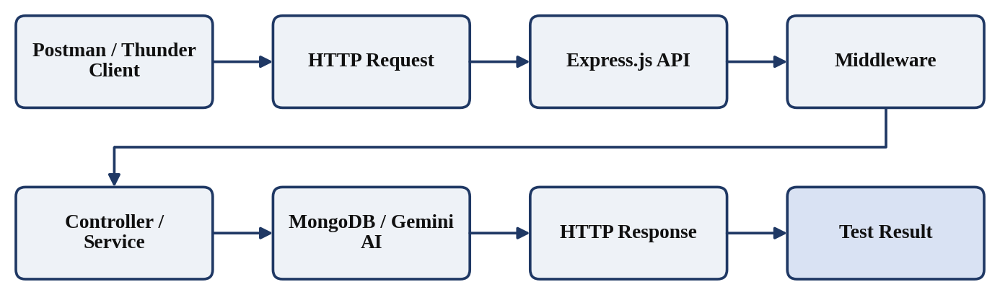 Postman / Thunder
Client
HTTP Request
Express.js API
Middleware
Controller /
Service
MongoDB / Gemini
AI
HTTP Response
Test Result